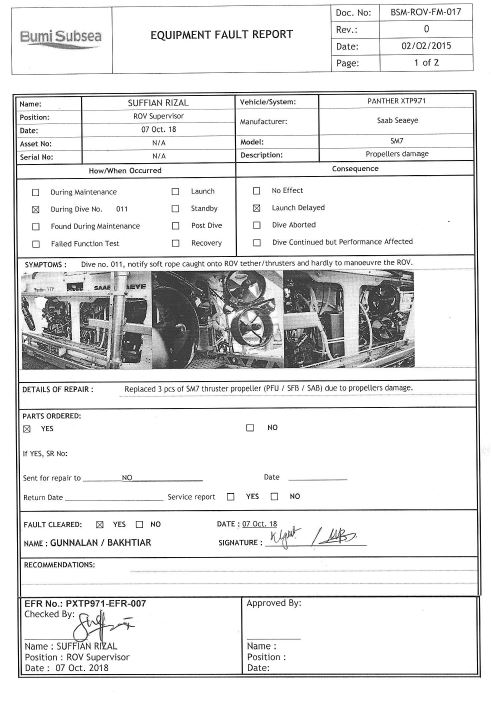 Bumi Subsea
EQUIPMENT FAULT REPORT
Doc. No: BSM-ROV-FM-017
Rev.: 0
Date: 02/02/2015
Page: 1 of 2
Name: SUFFIAN RIZAL Vehicle/System: PANTHER XTP971
Position: ROV Supervisor Manufacturer: Saab Seaeye
Date: 07 Oct. 18
Asset No: N/A Model: SM7
Serial No: N/A Description: Propellers damage
How/When Occurred Consequence
☐ During Maintenance ☐ Launch ☐ No Effect
☒ During Dive No. 011 ☐ Standby ☒ Launch Delayed
☐ Found During Maintenance ☐ Post Dive ☐ Dive Aborted
☐ Failed Function Test ☐ Recovery ☐ Dive Continued but Performance Affected
SYMPTOMS : Dive no. 011, notify soft rope caught onto ROV tether/thrusters and hardly to manoeuvre the ROV.
DETAILS OF REPAIR : Replaced 3 pcs of SM7 thruster propeller (PFU / SFB / SAB) due to propellers damage.
PARTS ORDERED:
☒ YES ☐ NO
If YES, SR No:
Sent for repair to NO Date
Return Date Service report ☐ YES ☐ NO
FAULT CLEARED: ☒ YES ☐ NO DATE : 07 Oct. 18
NAME : GUNNALAN / BAKHTIAR SIGNATURE :
RECOMMENDATIONS:
EFR No.: PXTP971-EFR-007 Approved By:
Checked By:
Name : SUFFIAN RIZAL Name :
Position : ROV Supervisor Position :
Date : 07 Oct. 2018 Date: